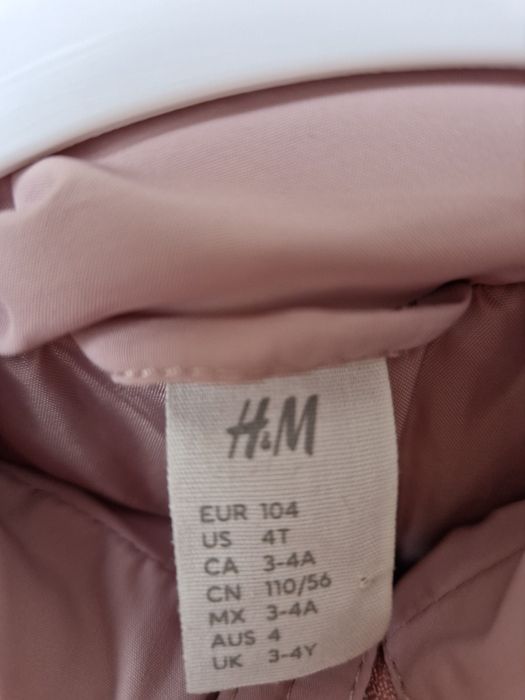 H&M
EUR 104
US 4T
CA 3-4A
CN 110/56
MX 3-4A
AUS 4
UK 3-4Y